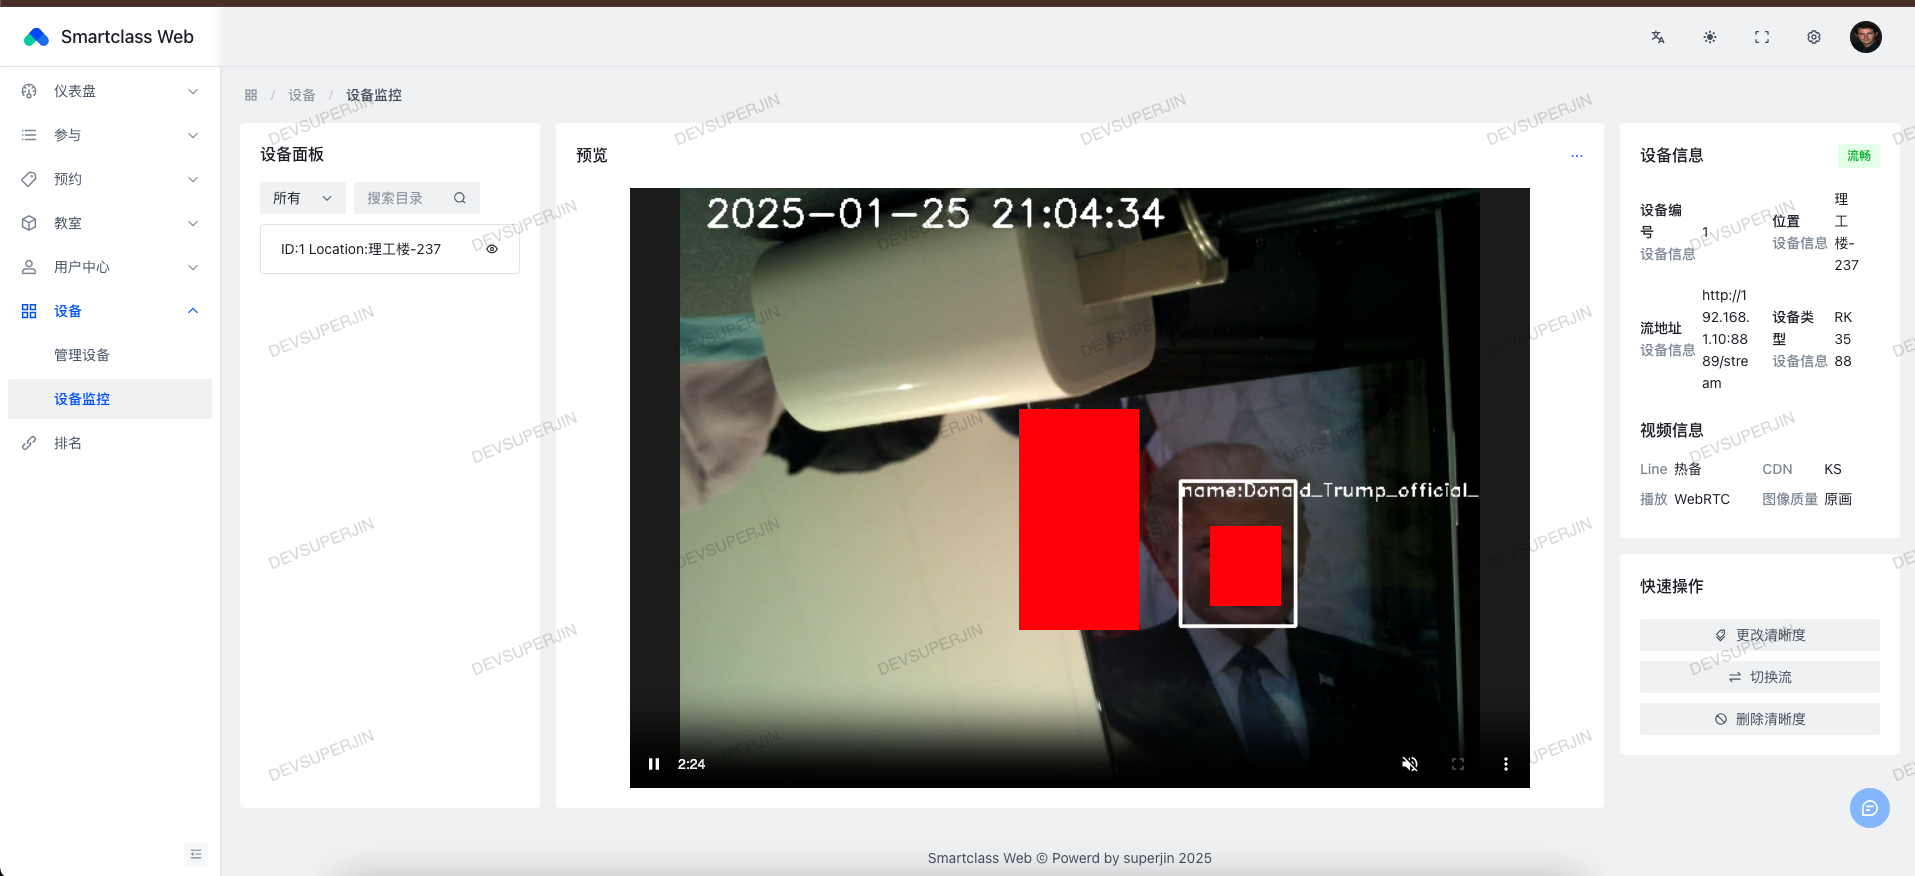 Smartclass Web
仪表盘
参与
预约
教室
用户中心
设备
管理设备
设备监控
排名
/ 设备 / 设备监控
设备面板
所有
搜索目录
ID:1 Location:理工楼-237
预览
2025-01-25 21:04:34
name:Donald_Trump_official_
2:24
设备信息
流畅
设备编
号
设备信息
1
位置
设备信息
理
工
楼-
237
流地址
设备信息
http://1
92.168.
1.10:88
89/stre
am
设备类
型
设备信息
RK
35
88
视频信息
Line 热备
CDN KS
播放 WebRTC
图像质量 原画
快速操作
更改清晰度
切换流
删除清晰度
Smartclass Web © Powerd by superjin 2025
DEVSUPERJIN